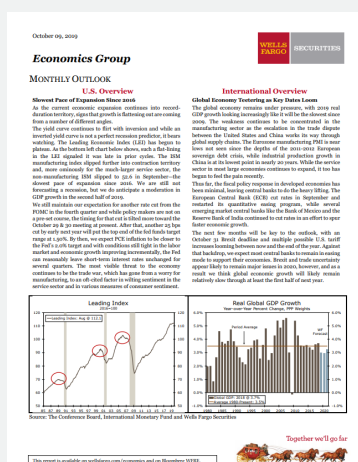 October 09, 2019
WELLS
FARGO
SECURITIES
Economics Group
MONTHLY OUTLOOK
U.S. Overview
Slowest Pace of Expansion Since 2016
As the current economic expansion continues into record-
duration territory, signs that growth is flattening out are coming
from a number of different angles.
The yield curve continues to flirt with inversion and while an
inverted yield curve is not a perfect recession predictor, it bears
watching. The Leading Economic Index (LEI) has begun to
plateau. As the bottom left chart below shows, such a flat-lining
in the LEI signaled it was late in prior cycles. The ISM
manufacturing index slipped further into contraction territory
and, more ominously for the much-larger service sector, the
non-manufacturing ISM slipped to 52.6 in September—the
slowest pace of expansion since 2016. We are still not
forecasting a recession, but we do anticipate a moderation in
GDP growth in the second half of 2019.
We still maintain our expectation for another rate cut from the
FOMC in the fourth quarter and while policy makers are not on
a pre-set course, the timing for that cut is lifted more toward the
October 29 & 30 meeting at present. After that, another 25 bps
cut by early next year will put the top end of the fed funds target
range at 1.50%. By then, we expect PCE inflation to be closer to
the Fed's 2.0% target and with conditions still tight in the labor
market and economic growth improving incrementally, the Fed
can reasonably leave short-term interest rates unchanged for
several quarters. The most visible threat to the economy
continues to be the trade war, which has gone from a worry for
manufacturing, to an oft-cited factor in wilting sentiment in the
service sector and in various measures of consumer sentiment.
International Overview
Global Economy Teetering as Key Dates Loom
The global economy remains under pressure, with 2019 real
GDP growth looking increasingly like it will be the slowest since
2009. The weakness continues to be concentrated in the
manufacturing sector as the escalation in the trade dispute
between the United States and China works its way through
global supply chains. The Eurozone manufacturing PMI is near
lows not seen since the depths of the 2011-2012 European
sovereign debt crisis, while industrial production growth in
China is at its lowest point in nearly 20 years. While the service
sector in most large economies continues to expand, it too has
begun to feel the pain recently.
Thus far, the fiscal policy response in developed economies has
been minimal, leaving central banks to do the heavy lifting. The
European Central Bank (ECB) cut rates in September and
restarted its quantitative easing program, while several
emerging market central banks like the Bank of Mexico and the
Reserve Bank of India continued to cut rates in an effort to spur
faster economic growth.
The next few months will be key to the outlook, with an
October 31 Brexit deadline and multiple possible U.S. tariff
increases looming between now and the end of the year. Against
that backdrop, we expect most central banks to remain in easing
mode to support their economies. Brexit and trade uncertainty
appear likely to remain major issues in 2020, however, and as a
result we think global economic growth will likely remain
relatively slow through at least the first half of next year.
Leading Index
2016=100
Leading Index: Aug @ 112.1
Real Global GDP Growth
Year-over-Year Percent Change, PPP Weights
Period Average
WF
Forecast
Source: The Conference Board, International Monetary Fund and Wells Fargo Securities
Together we'll go far
This report is available on wellsfargo.com/economics and on Bloomberg WFRE.